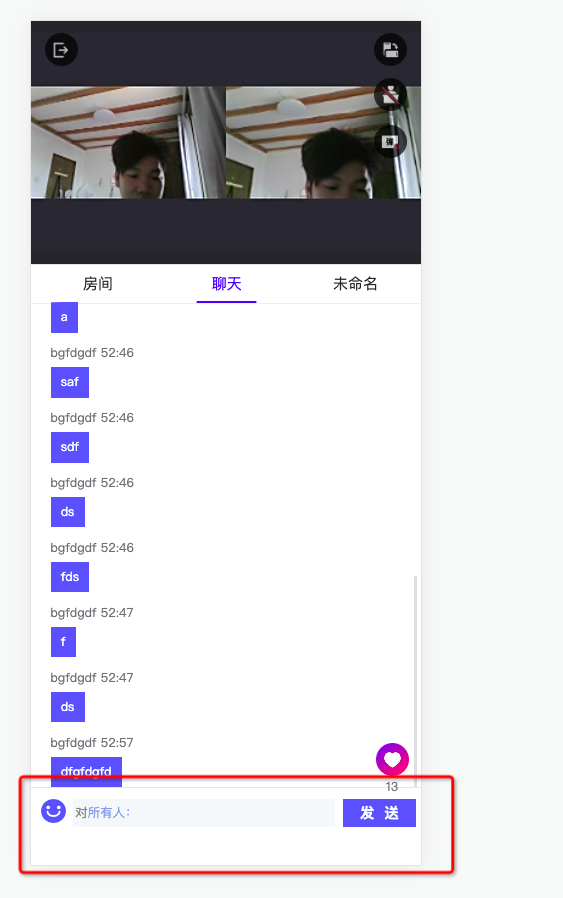 弹
房间 聊天 未命名
a
bgfdgdf 52:46
saf
bgfdgdf 52:46
sdf
bgfdgdf 52:46
ds
bgfdgdf 52:46
fds
bgfdgdf 52:47
f
bgfdgdf 52:47
ds
bgfdgdf 52:57
dfgfdgfd
13
对所有人：
发 送